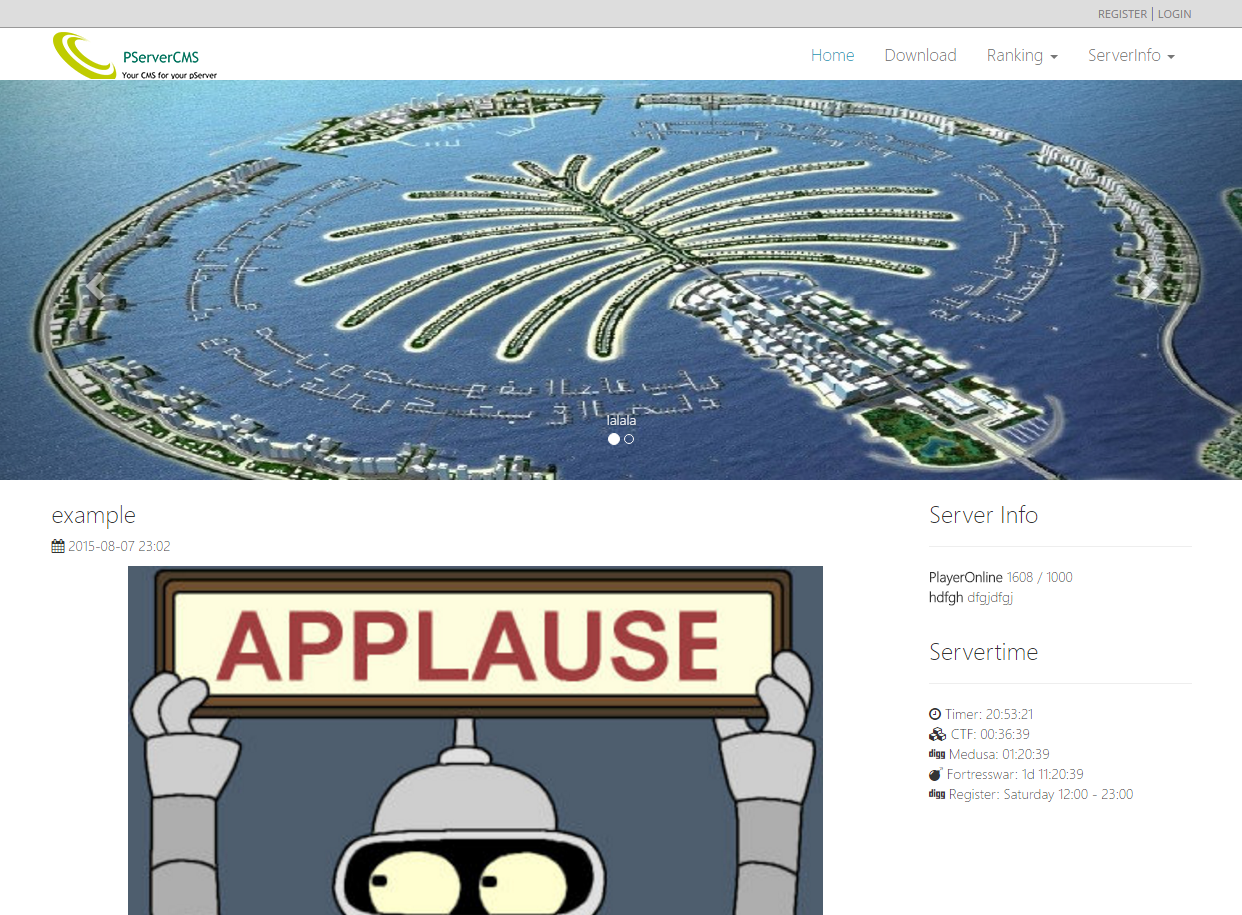 REGISTER | LOGIN
PServerCMS
Your CMS for your pServer
Home Download Ranking ServerInfo
lalala
example
2015-08-07 23:02
APPLAUSE
Server Info
PlayerOnline 1608 / 1000
hdfgh dfgjdfgj
Servertime
Timer: 20:53:21
CTF: 00:36:39
digg Medusa: 01:20:39
Fortresswar: 1d 11:20:39
digg Register: Saturday 12:00 - 23:00